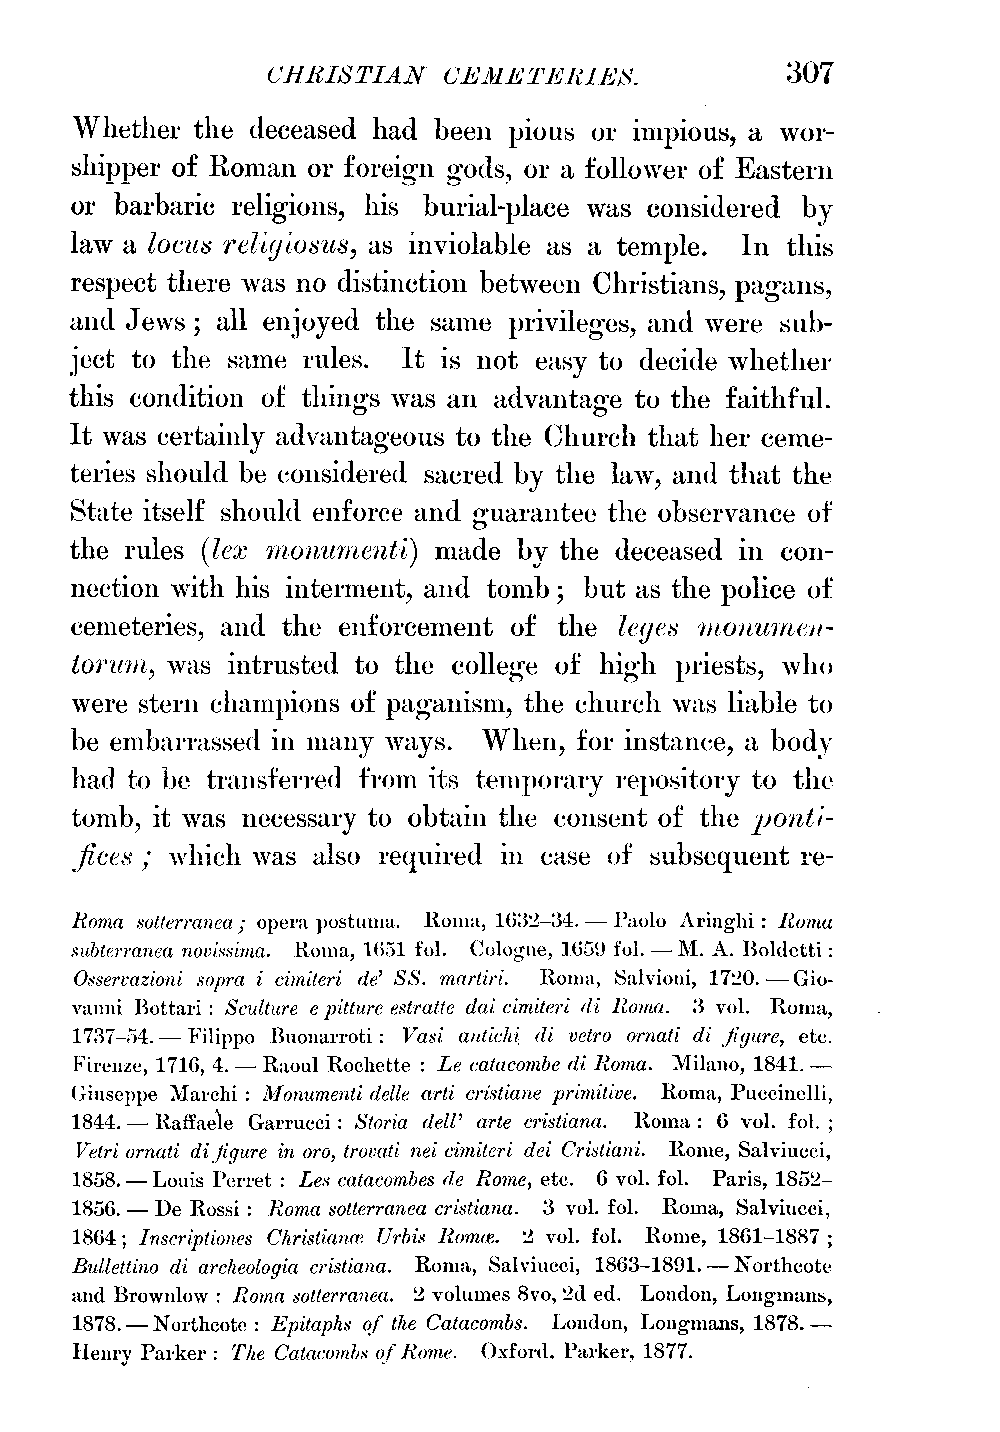 CHRISTIAN CEMETERIES. 307
Whether the deceased had been pious or impious, a wor-
shipper of Roman or foreign gods, or a follower of Eastern
or barbaric religions, his burial-place was considered by
law a locus religiosus, as inviolable as a temple. In this
respect there was no distinction between Christians, pagans,
and Jews ; all enjoyed the same privileges, and were sub-
ject to the same rules. It is not easy to decide whether
this condition of things was an advantage to the faithful.
It was certainly advantageous to the Church that her ceme-
teries should be considered sacred by the law, and that the
State itself should enforce and guarantee the observance of
the rules (lex monumenti) made by the deceased in con-
nection with his interment, and tomb ; but as the police of
cemeteries, and the enforcement of the leges monumen-
torum, was intrusted to the college of high priests, who
were stern champions of paganism, the church was liable to
be embarrassed in many ways. When, for instance, a body
had to be transferred from its temporary repository to the
tomb, it was necessary to obtain the consent of the ponti-
fices ; which was also required in case of subsequent re-
Roma sotterranea ; opera postuma. Roma, 1632–34. — Paolo Aringhi : Roma
subterranea novissima. Roma, 1651 fol. Cologne, 1659 fol. — M. A. Boldetti :
Osservazioni sopra i cimiteri de' SS. martiri. Roma, Salvioni, 1720. — Gio-
vanni Bottari : Sculture e pitture estratte dai cimiteri di Roma. 3 vol. Roma,
1737–54. — Filippo Buonarroti : Vasi antichi di vetro ornati di figure, etc.
Firenze, 1716, 4. — Raoul Rochette : Le catacombe di Roma. Milano, 1841. —
Giuseppe Marchi : Monumenti delle arti cristiane primitive. Roma, Puccinelli,
1844. — Raffaele Garrucci : Storia dell' arte cristiana. Roma : 6 vol. fol. ;
Vetri ornati di figure in oro, trovati nei cimiteri dei Cristiani. Rome, Salviucci,
1858. — Louis Perret : Les catacombes de Rome, etc. 6 vol. fol. Paris, 1852–
1856. — De Rossi : Roma sotterranea cristiana. 3 vol. fol. Roma, Salviucci,
1864 ; Inscriptiones Christianæ Urbis Romæ. 2 vol. fol. Rome, 1861–1887 ;
Bullettino di archeologia cristiana. Roma, Salviucci, 1863–1891. — Northcote
and Brownlow : Roma sotterranea. 2 volumes 8vo, 2d ed. London, Longmans,
1878. — Northcote : Epitaphs of the Catacombs. London, Longmans, 1878. —
Henry Parker : The Catacombs of Rome. Oxford, Parker, 1877.